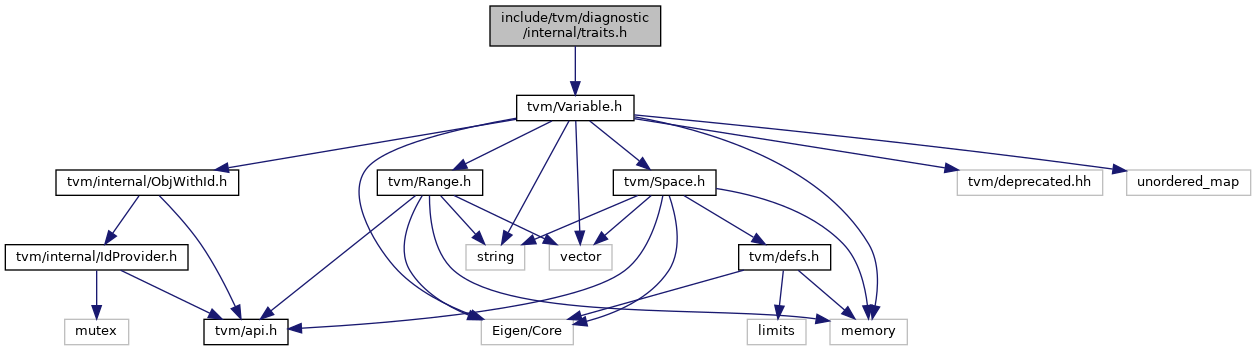 include/tvm/diagnostic
/internal/traits.h
tvm/Variable.h
tvm/internal/ObjWithId.h
tvm/Range.h
tvm/Space.h
tvm/deprecated.hh
unordered_map
tvm/internal/IdProvider.h
string
vector
tvm/defs.h
mutex
tvm/api.h
Eigen/Core
limits
memory